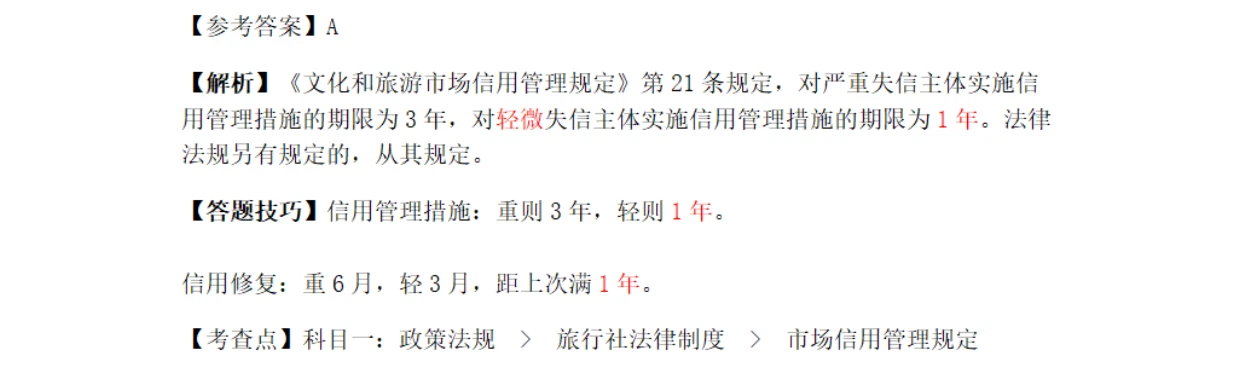 【参考答案】A
【解析】《文化和旅游市场信用管理规定》第 21 条规定，对严重失信主体实施信
用管理措施的期限为 3 年，对轻微失信主体实施信用管理措施的期限为 1 年。法律
法规另有规定的，从其规定。
【答题技巧】信用管理措施：重则 3 年，轻则 1 年。
信用修复：重 6 月，轻 3 月，距上次满 1 年。
【考查点】科目一：政策法规 > 旅行社法律制度 > 市场信用管理规定